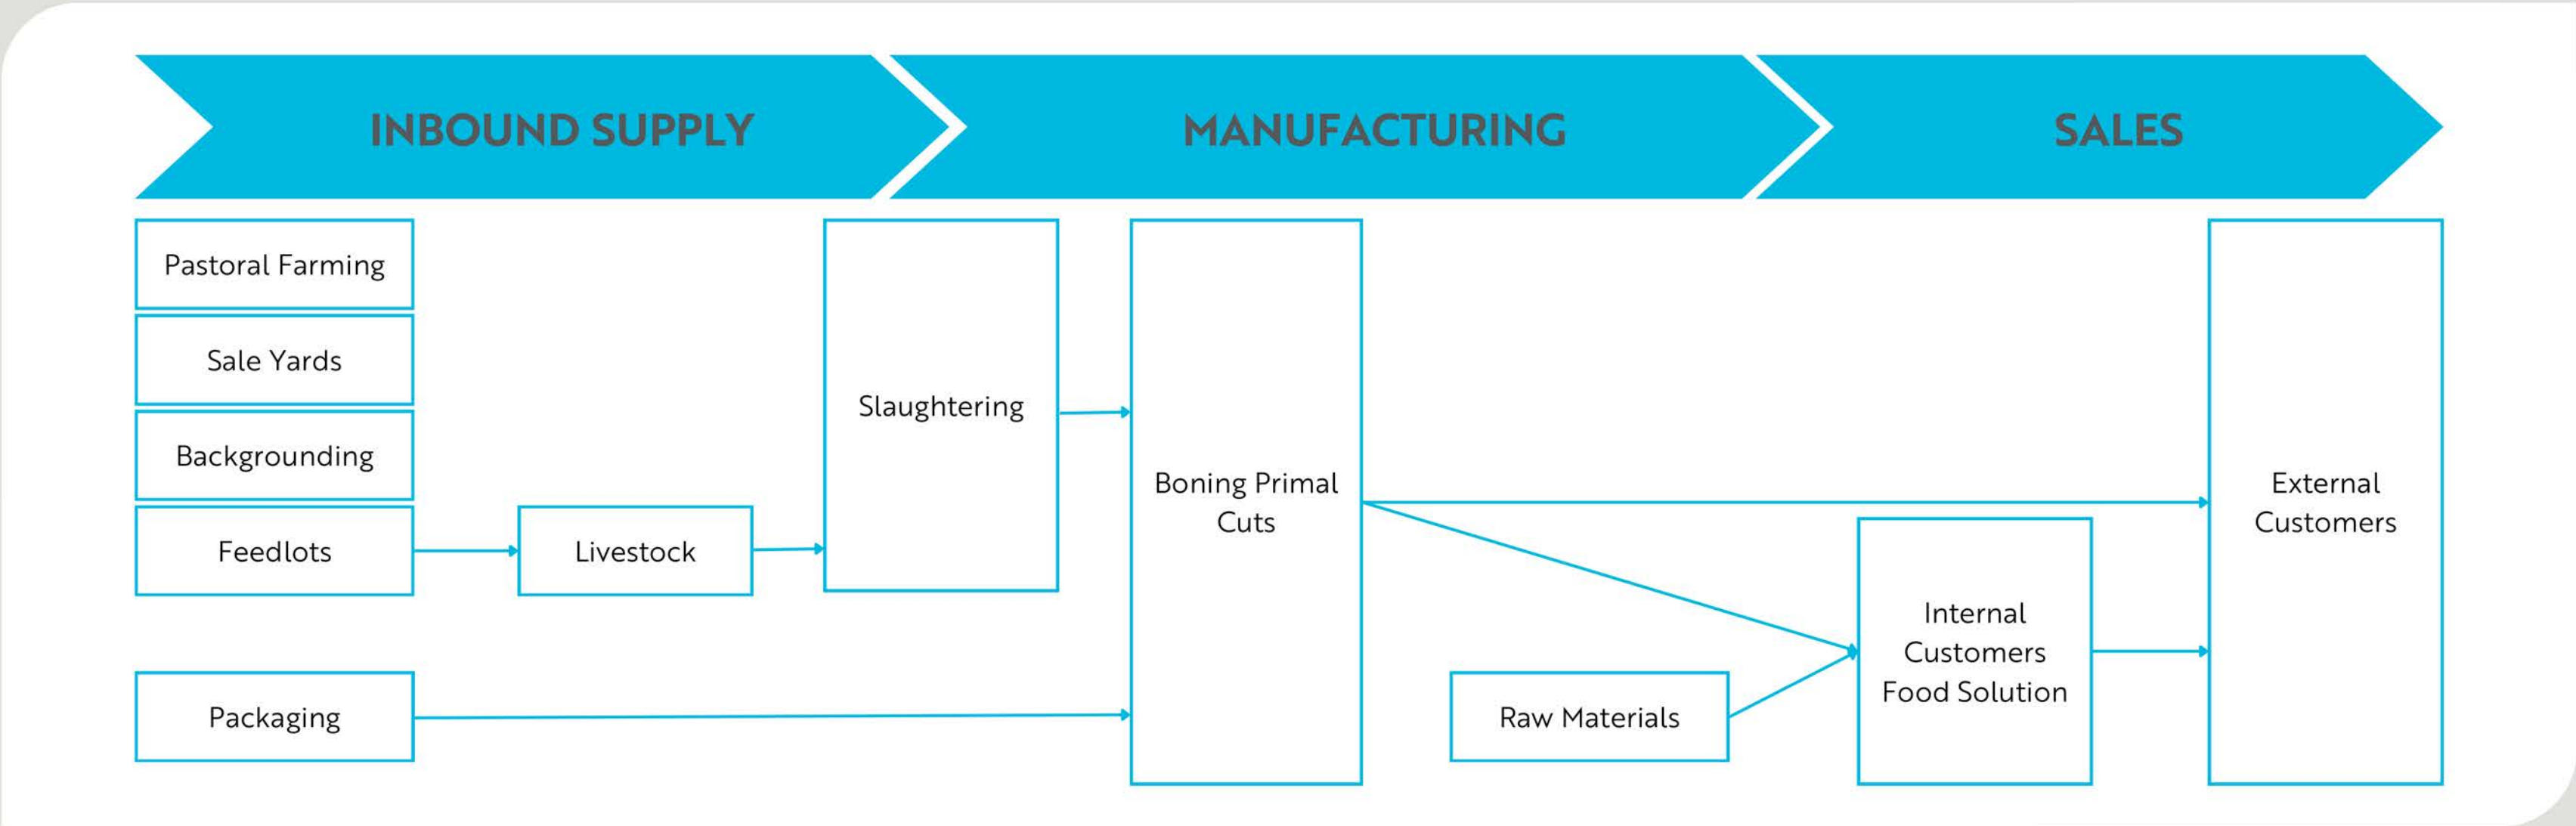 INBOUND SUPPLY
MANUFACTURING
SALES
Pastoral Farming
Sale Yards
Backgrounding
Feedlots
Livestock
Slaughtering
Packaging
Boning Primal
Cuts
Raw Materials
Internal
Customers
Food Solution
External
Customers